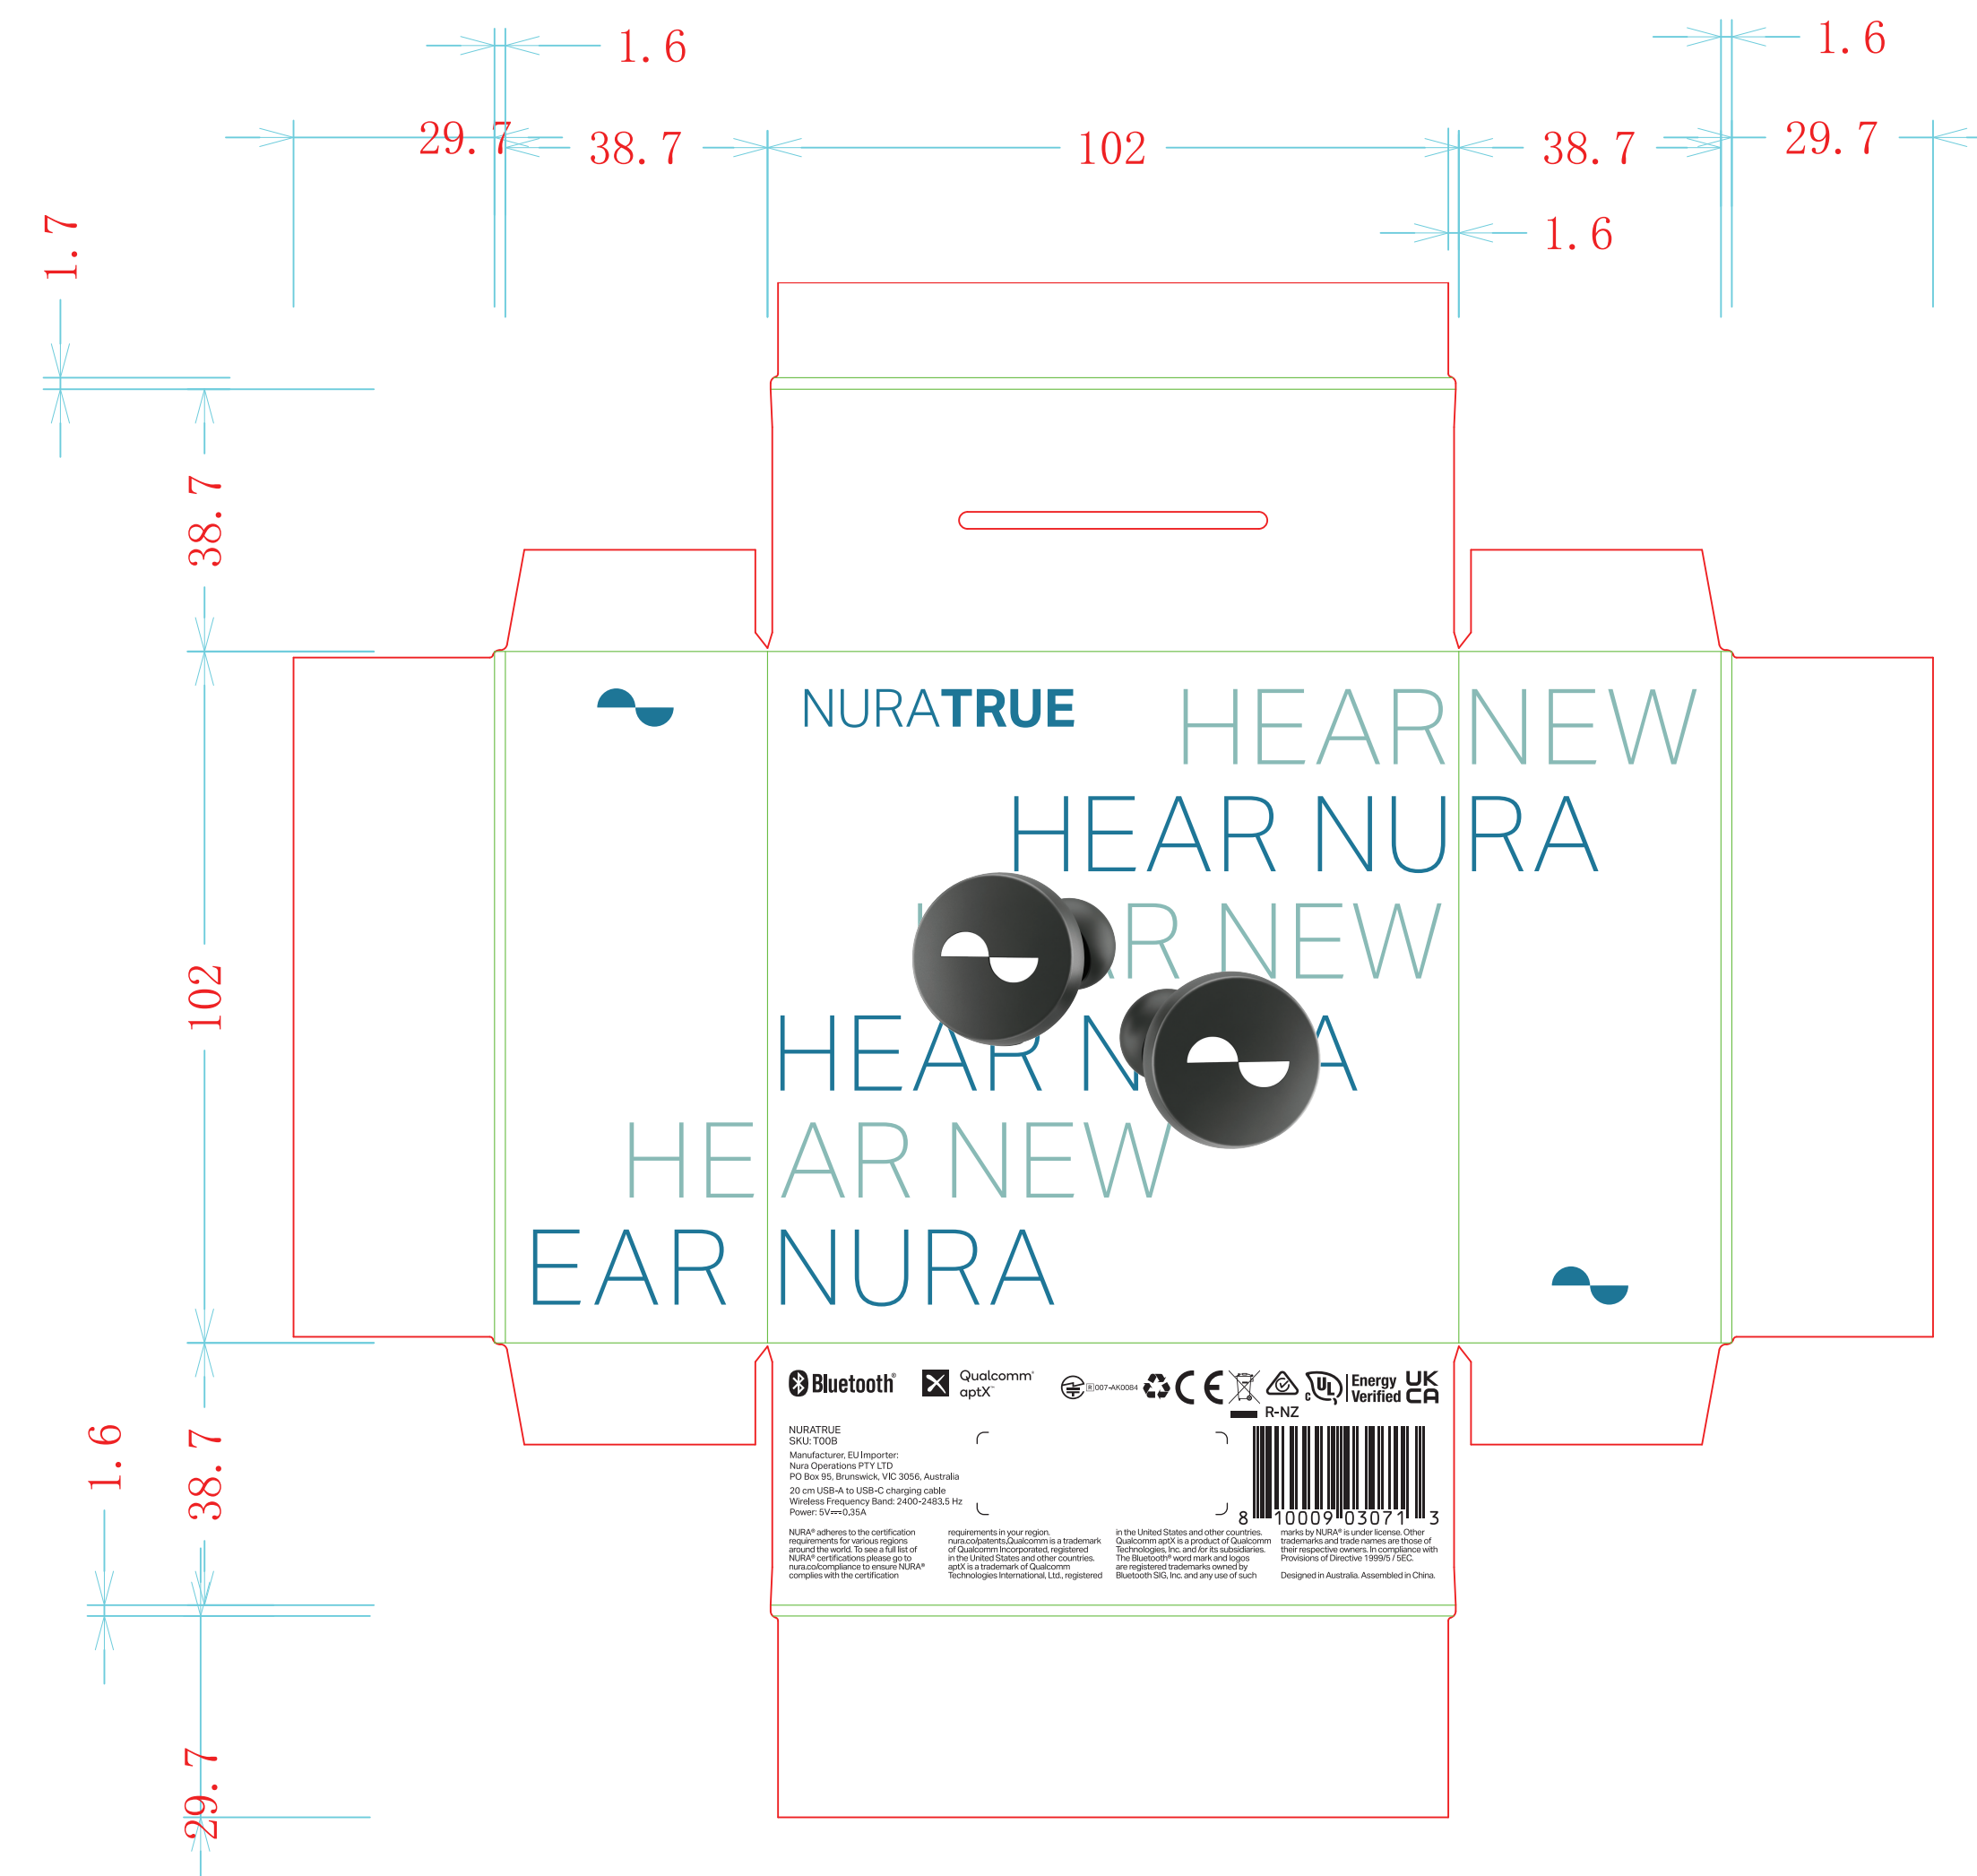 1.6
1.6
29.7
38.7
102
38.7
29.7
1.6
1.7
38.7
102
1.6
38.7
29.7
NURATRUE
HEAR NEW
HEAR NURA
R NEW
HEAR N A
HEAR NEW
EAR NURA
Bluetooth®
Qualcomm®
aptX™
R 007-AK0084
CE
R-NZ
c UL Energy
Verified
UK
CA
NURATRUE
SKU: T00B
Manufacturer, EU Importer:
Nura Operations PTY LTD
PO Box 95, Brunswick, VIC 3056, Australia
20 cm USB-A to USB-C charging cable
Wireless Frequency Band: 2400-2483.5 Hz
Power: 5V⎓0.35A
8 10009 03071 3
NURA® adheres to the certification
requirements for various regions
around the world. To see a full list of
NURA® certifications please go to
nura.co/compliance to ensure NURA®
complies with the certification
requirements in your region.
nura.co/patents,Qualcomm is a trademark
of Qualcomm Incorporated, registered
in the United States and other countries.
aptX is a trademark of Qualcomm
Technologies International, Ltd., registered
in the United States and other countries.
Qualcomm aptX is a product of Qualcomm
Technologies, Inc. and /or its subsidiaries.
The Bluetooth® word mark and logos
are registered trademarks owned by
Bluetooth SIG, Inc. and any use of such
marks by NURA® is under license. Other
trademarks and trade names are those of
their respective owners. In compliance with
Provisions of Directive 1999/5 / 5EC.
Designed in Australia. Assembled in China.